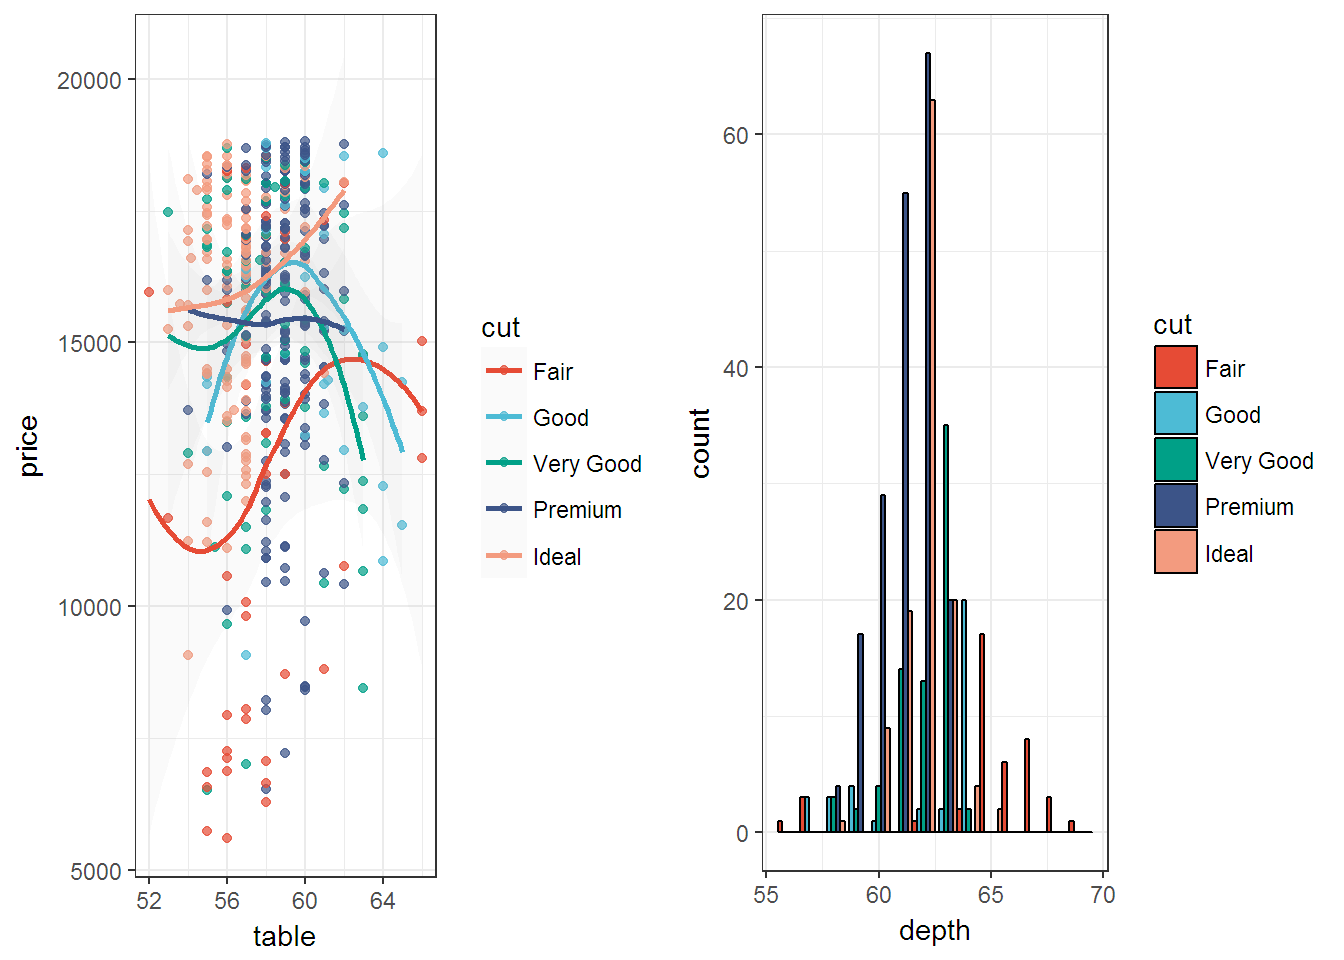 20000
15000
10000
5000
price
52
56
60
64
table
cut
Fair
Good
Very Good
Premium
Ideal
60
40
20
0
count
55
60
65
70
depth
cut
Fair
Good
Very Good
Premium
Ideal